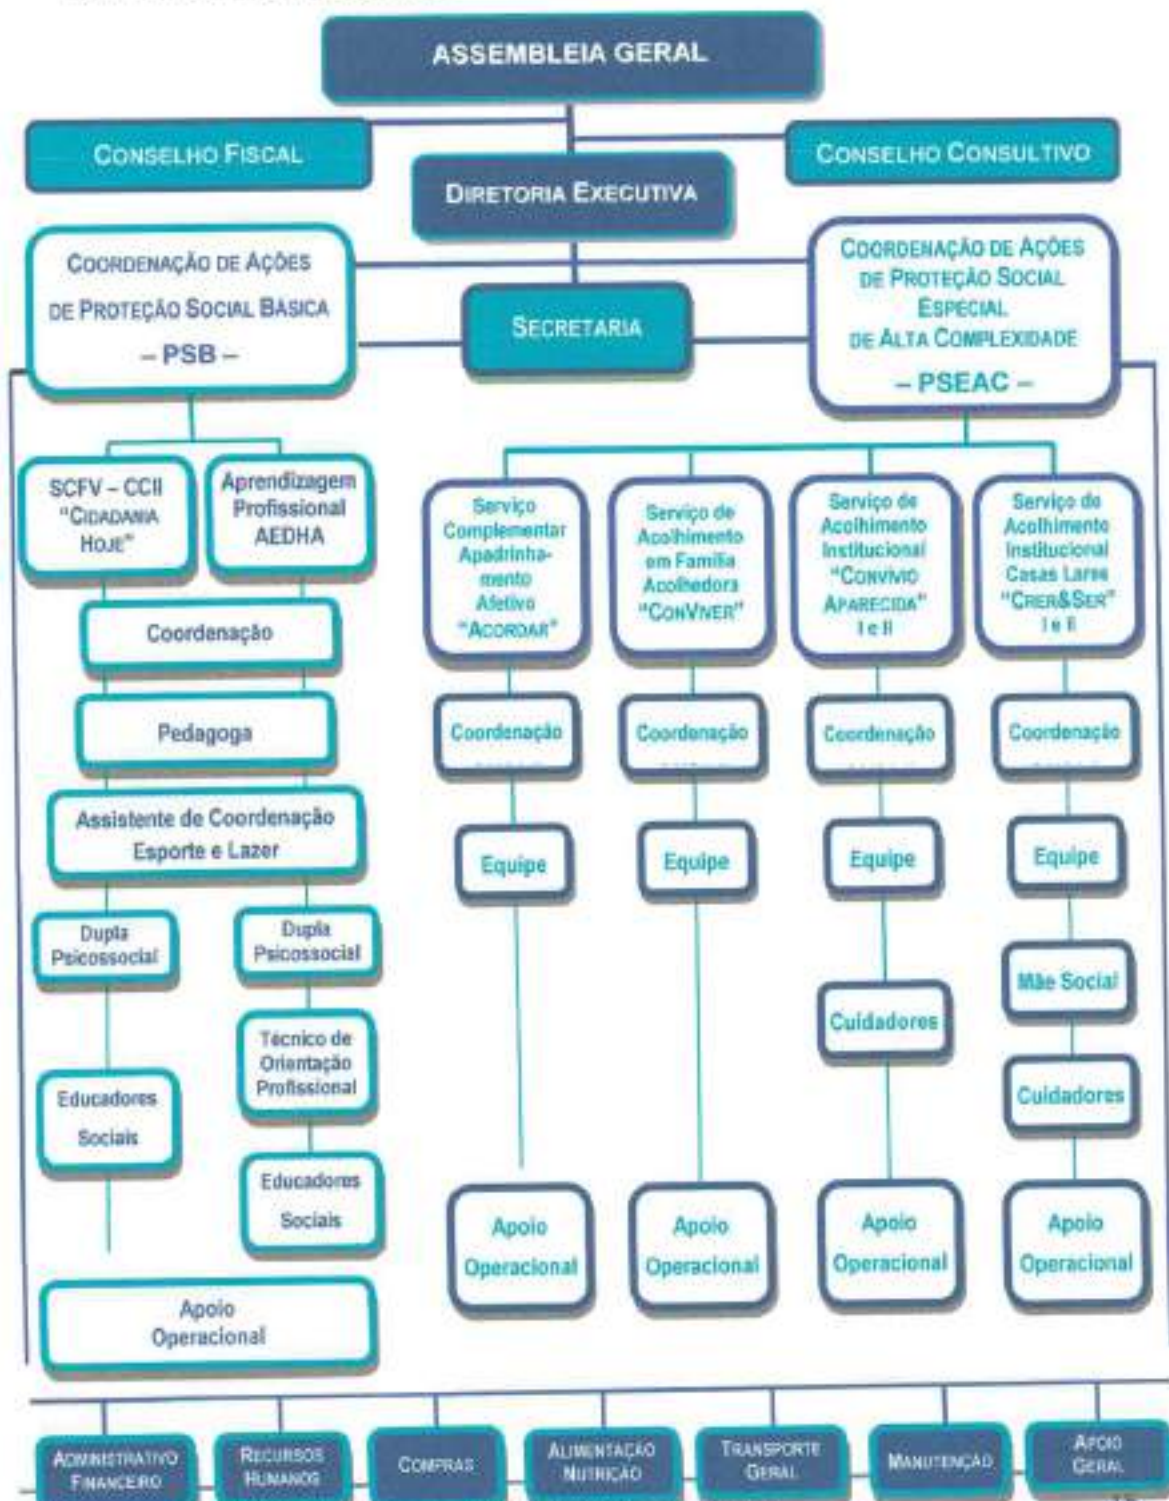 ASSEMBLEIA GERAL
CONSELHO FISCAL
CONSELHO CONSULTIVO
DIRETORIA EXECUTIVA
COORDENAÇÃO DE AÇÕES
DE PROTEÇÃO SOCIAL BÁSICA
– PSB –
SECRETARIA
COORDENAÇÃO DE AÇÕES
DE PROTEÇÃO SOCIAL
ESPECIAL
DE ALTA COMPLEXIDADE
– PSEAC –
SCFV – CCII
"CIDADANIA
HOJE"
Aprendizagem
Profissional
AEDHA
Serviço
Complementar
Apadrinha-
mento
Afetivo
"ACORDAR"
Serviço de
Acolhimento
em Família
Acolhedora
"CONVIVER"
Serviço de
Acolhimento
Institucional
"CONVÍVIO
APARECIDA"
I e II
Serviço de
Acolhimento
Institucional
Casas Lares
"CRER&SER"
I e II
Coordenação
Pedagoga
Assistente de Coordenação
Esporte e Lazer
Dupla
Psicossocial
Dupla
Psicossocial
Técnico de
Orientação
Profissional
Educadores
Sociais
Educadores
Sociais
Apoio
Operacional
Coordenação
Coordenação
Coordenação
Coordenação
Equipe
Equipe
Equipe
Equipe
Mãe Social
Cuidadores
Cuidadores
Apoio
Operacional
Apoio
Operacional
Apoio
Operacional
Apoio
Operacional
ADMINISTRATIVO
FINANCEIRO
RECURSOS
HUMANOS
COMPRAS
ALIMENTAÇÃO
NUTRIÇÃO
TRANSPORTE
GERAL
MANUTENÇÃO
APOIO
GERAL